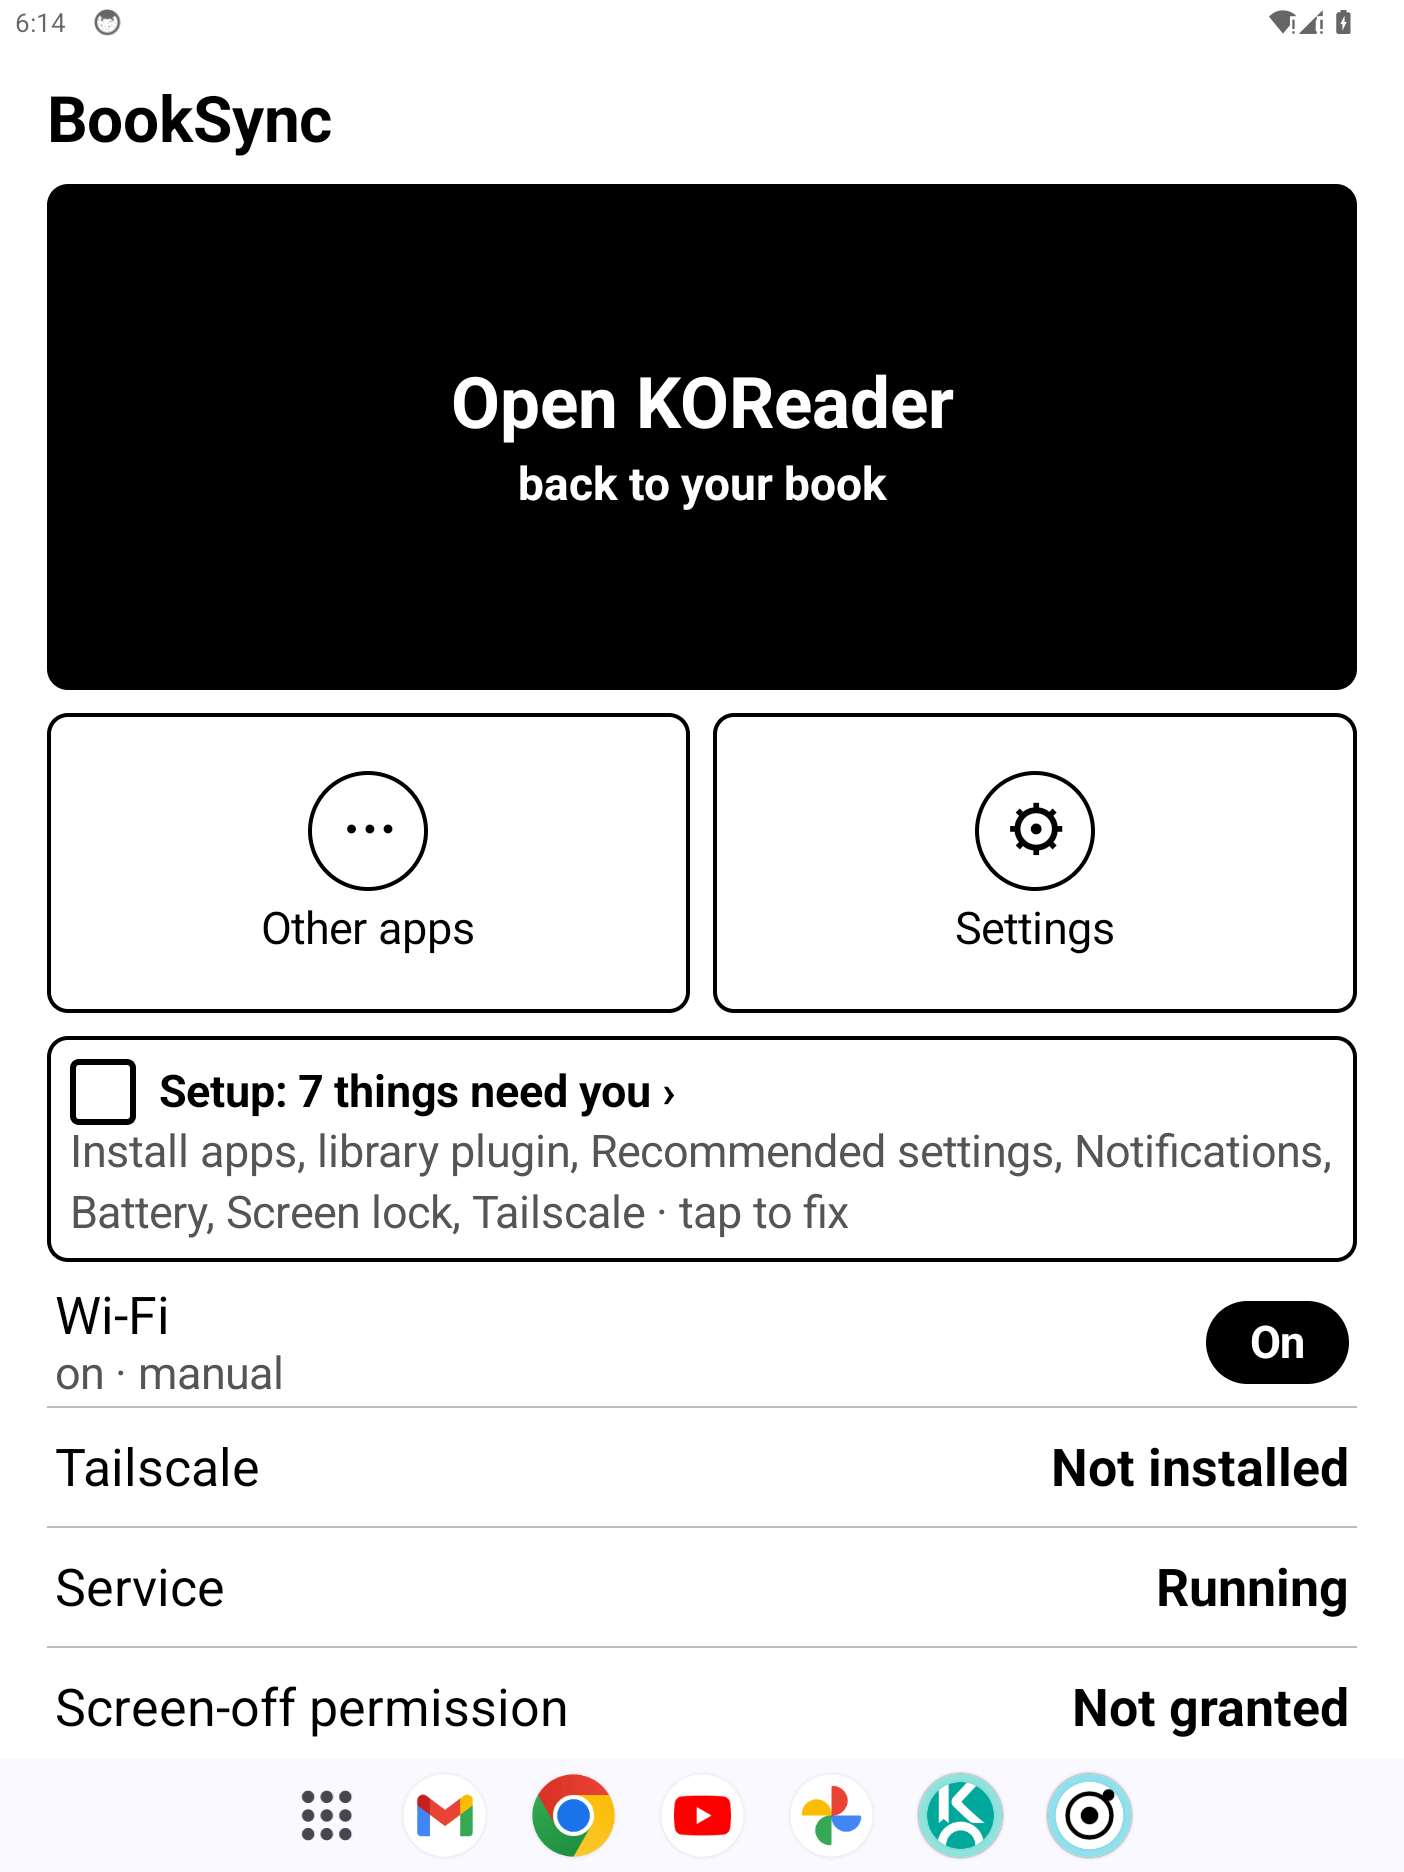 6:14
BookSync
Open KOReader
back to your book
Other apps
Settings
Setup: 7 things need you ›
Install apps, library plugin, Recommended settings, Notifications,
Battery, Screen lock, Tailscale · tap to fix
Wi-Fi
On
on · manual
Tailscale
Not installed
Service
Running
Screen-off permission
Not granted